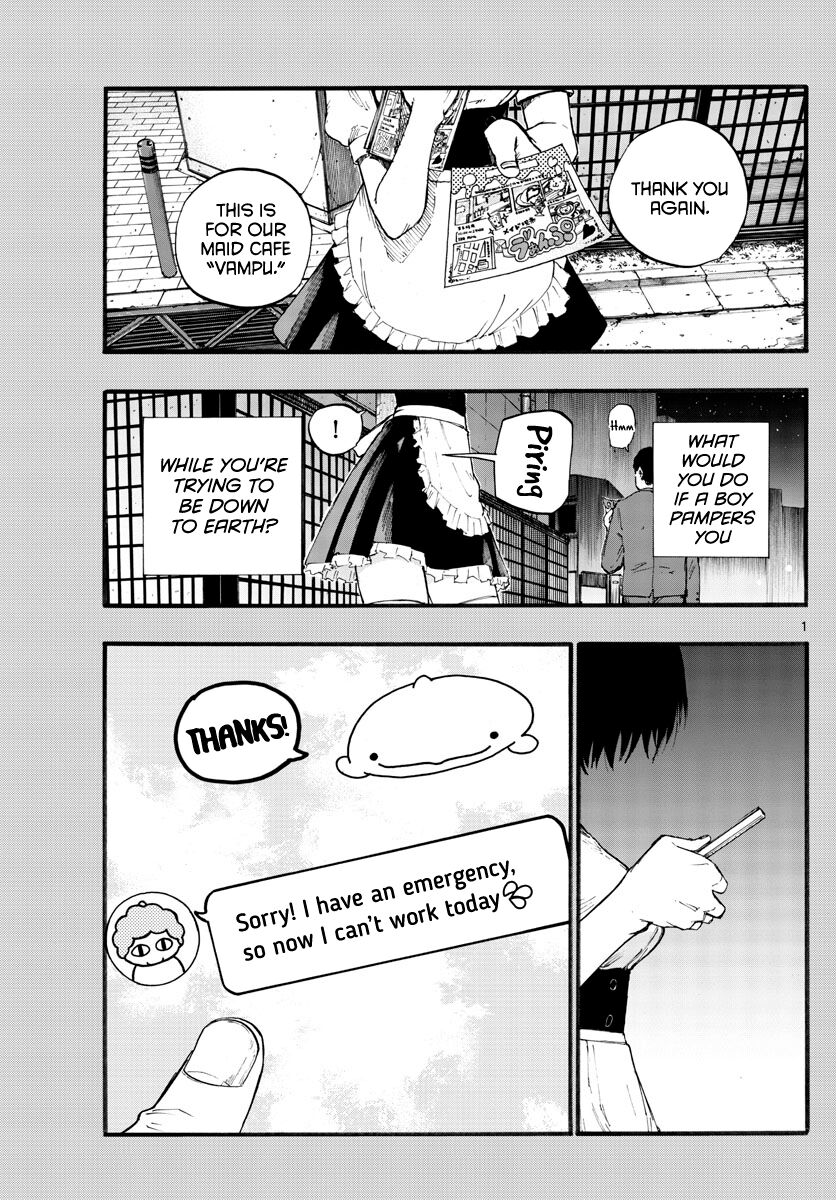 THANK YOU
AGAIN.
THIS IS
FOR OUR
MAID CAFE
"VAMPU."
WHAT
WOULD
YOU DO
IF A BOY
PAMPERS
YOU
Hmm
Piring
!
WHILE YOU'RE
TRYING TO
BE DOWN
TO EARTH?
1
THANKS!
Sorry! I have an emergency,
so now I can't work today